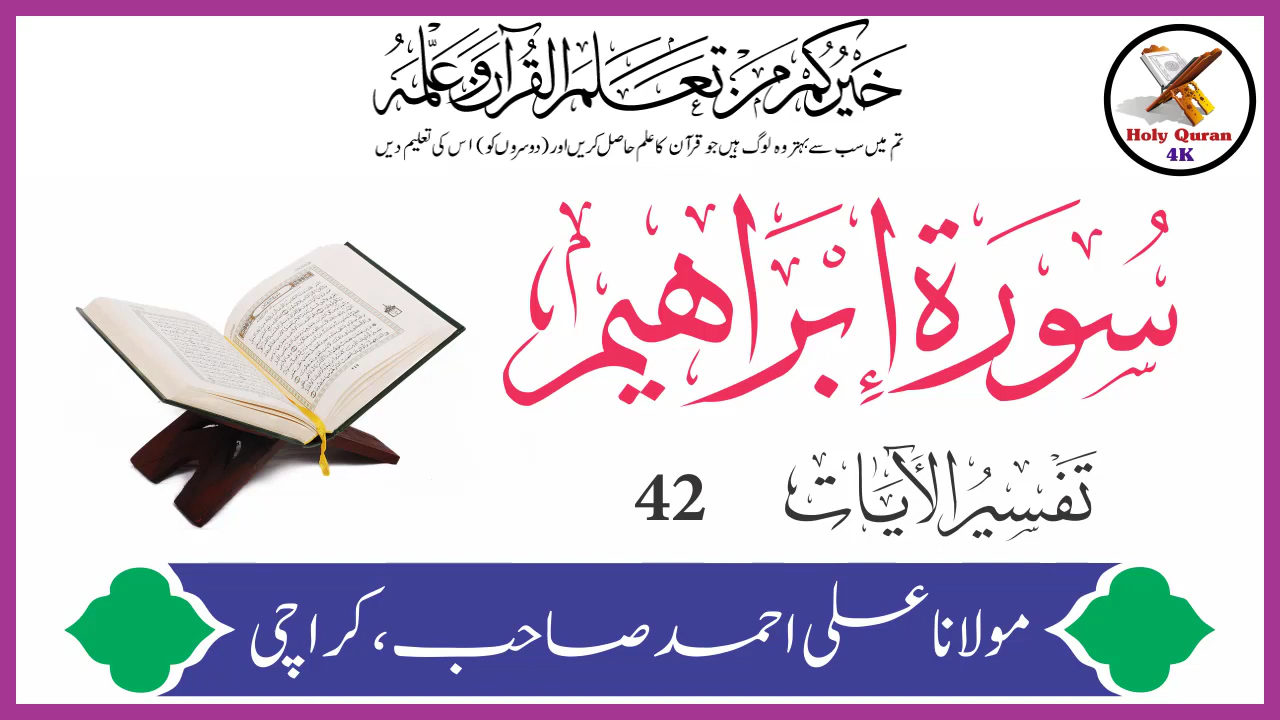 خَيْرُكُمْ مَنْ تَعَلَّمَ الْقُرْآنَ وَعَلَّمَهُ
تم میں سب سے بہتر وہ لوگ ہیں جو قرآن کا علم حاصل کریں اور (دوسروں کو) اس کی تعلیم دیں
Holy Quran
4K
سُورَة إِبْرَاهِيم
تَفْسِيرُ الْآيَات 42
مولانا علی احمد صاحب، کراچی